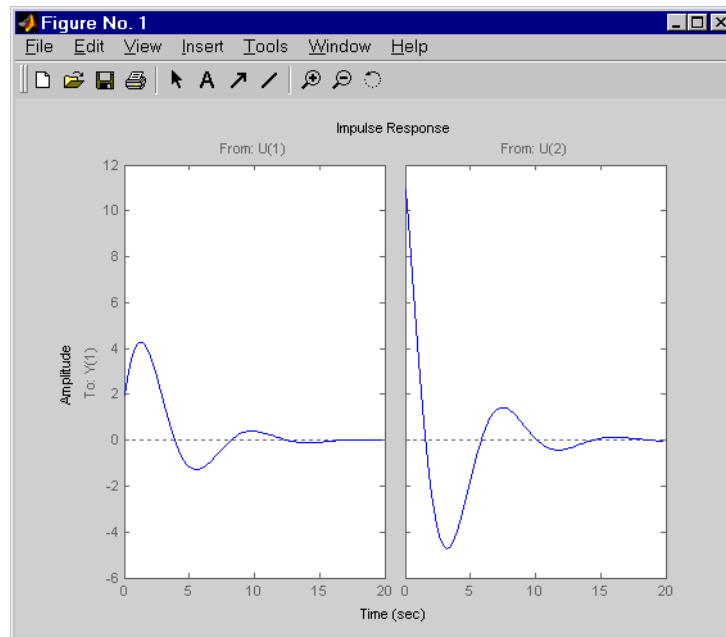 Figure No. 1
File Edit View Insert Tools Window Help
A
Impulse Response
From: U(1) From: U(2)
12
10
8
6
4
2
0
-2
-4
-6
Amplitude
To: Y(1)
0 5 10 15 20 0 5 10 15 20
Time (sec)